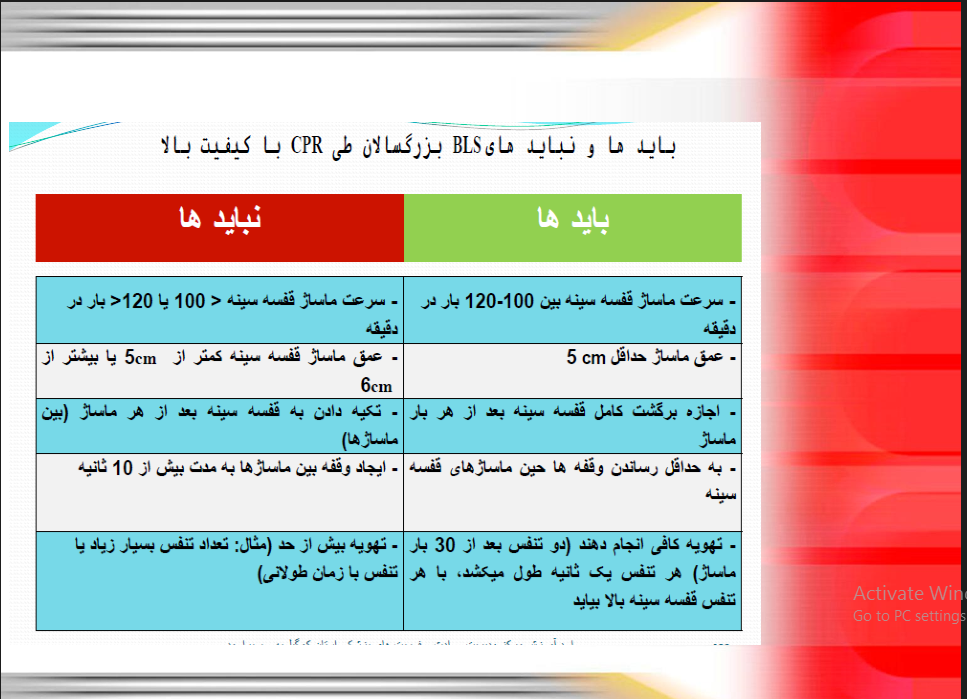 باید ها و نباید های BLS بزرگسالان طی CPR با کیفیت بالا
باید ها
نباید ها
- سرعت ماساژ قفسه سینه بین 100-120 بار در
دقیقه
- سرعت ماساژ قفسه سینه < 100 یا 120> بار در
دقیقه
- عمق ماساژ حداقل 5 cm
- عمق ماساژ قفسه سینه کمتر از 5cm یا بیشتر از
6cm
- اجازه برگشت کامل قفسه سینه بعد از هر بار
ماساژ
- تکیه دادن به قفسه سینه بعد از هر ماساژ (بین
ماساژها)
- به حداقل رساندن وقفه ها حین ماساژهای قفسه
سینه
- ایجاد وقفه بین ماساژها به مدت بیش از 10 ثانیه
- تهویه کافی انجام دهند (دو تنفس بعد از 30 بار
ماساژ) هر تنفس یک ثانیه طول میکشد، با هر
تنفس قفسه سینه بالا بیاید
- تهویه بیش از حد (مثال: تعداد تنفس بسیار زیاد یا
تنفس با زمان طولانی)
Activate Win
Go to PC settings